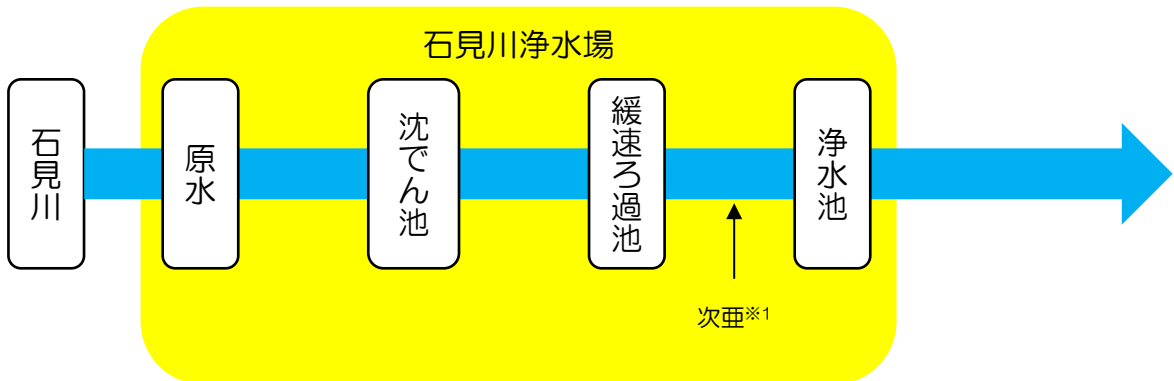 石見川浄水場
石見川
原水
沈でん池
緩速ろ過池
浄水池
次亜※1